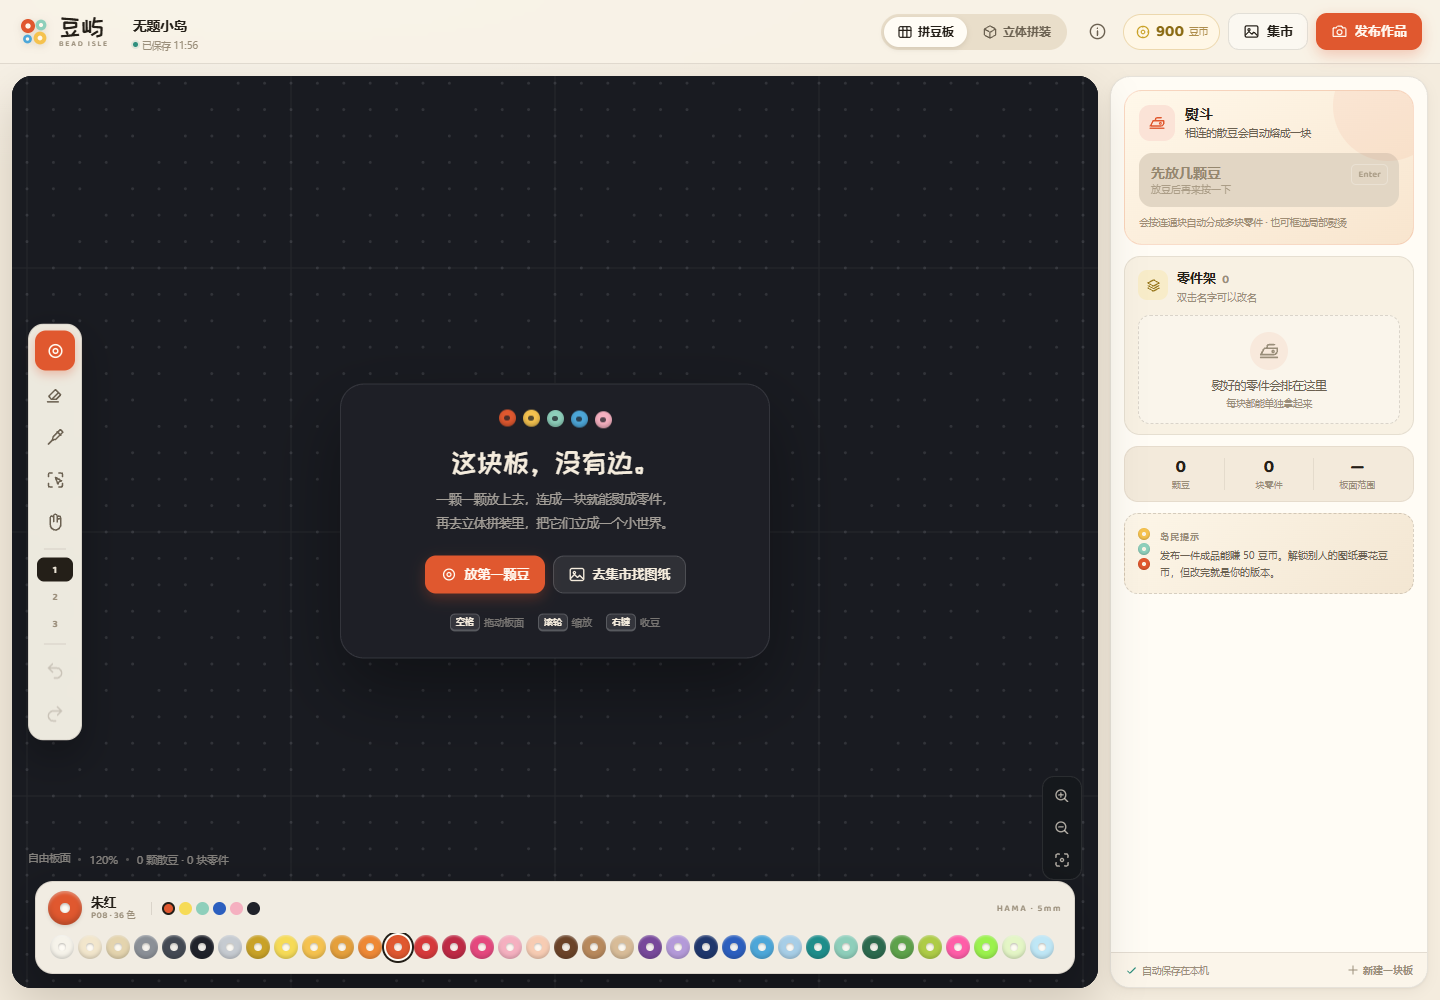 豆屿
BEAD ISLE
无题小岛
已保存 11:56
拼豆板
立体拼装
900 豆币
集市
发布作品
熨斗
相连的散豆会自动熔成一块
先放几颗豆
放豆后再来按一下
Enter
会按连通块自动分成多块零件 · 也可框选局部熨烫
零件架 0
双击名字可以改名
熨好的零件会排在这里
每块都能单独拿起来
0
颗豆
0
块零件
—
板面范围
岛民提示
发布一件成品能赚 50 豆币。解锁别人的图纸要花豆
币，但改完就是你的版本。
1
2
3
这块板，没有边。
一颗一颗放上去，连成一块就能熨成零件，
再去立体拼装里，把它们立成一个小世界。
放第一颗豆
去集市找图纸
空格 拖动板面 滚轮 缩放 右键 收豆
自由板面 · 120% · 0 颗散豆 · 0 块零件
朱红
P08 · 36 色
HAMA · 5mm
自动保存在本机
新建一块板